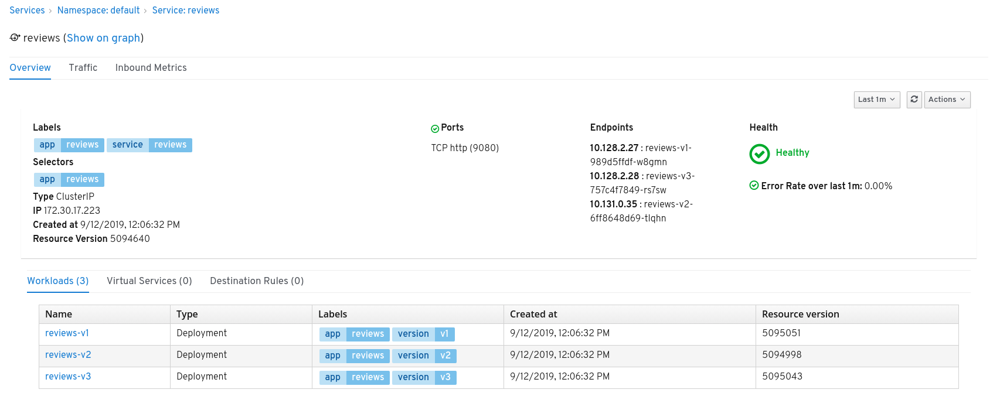 Services › Namespace: default › Service: reviews
reviews (Show on graph)
Overview Traffic Inbound Metrics
Last 1m Actions
Labels
app reviews service reviews
Selectors
app reviews
Type ClusterIP
IP 172.30.17.223
Created at 9/12/2019, 12:06:32 PM
Resource Version 5094640
Ports
TCP http (9080)
Endpoints
10.128.2.27 : reviews-v1-
989d5ffdf-w8gmn
10.128.2.28 : reviews-v3-
757c4f7849-rs7sw
10.131.0.35 : reviews-v2-
6ff8648d69-tlqhn
Health
Healthy
Error Rate over last 1m: 0.00%
Workloads (3) Virtual Services (0) Destination Rules (0)
Name Type Labels Created at Resource version
reviews-v1 Deployment app reviews version v1 9/12/2019, 12:06:32 PM 5095051
reviews-v2 Deployment app reviews version v2 9/12/2019, 12:06:32 PM 5094998
reviews-v3 Deployment app reviews version v3 9/12/2019, 12:06:32 PM 5095043